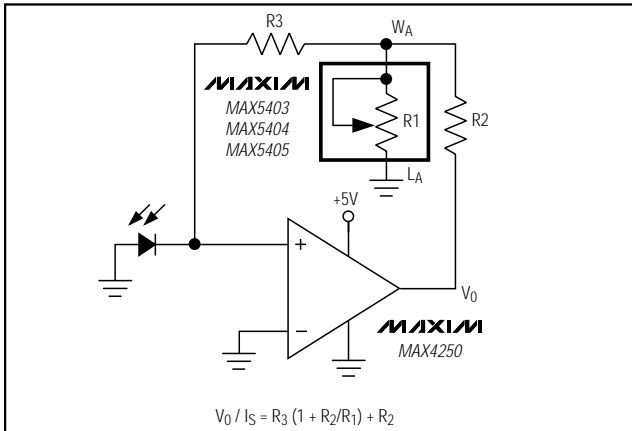 R3
WA
MAXIM
MAX5403
MAX5404
MAX5405
R1
R2
LA
+5V
+
V0
−
MAXIM
MAX4250
V0 / IS = R3 (1 + R2/R1) + R2